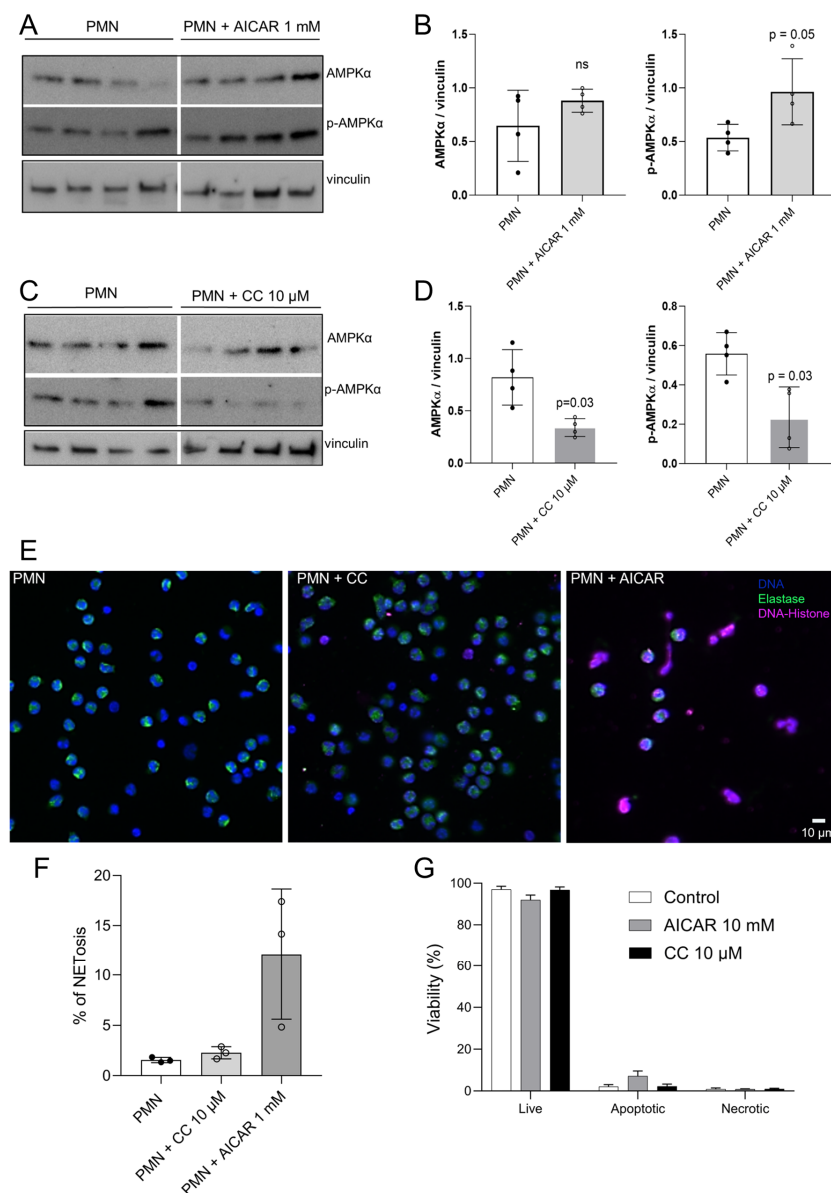 A
PMN
PMN + AICAR 1 mM
AMPKα
p-AMPKα
vinculin
B
AMPKα / vinculin
1.5
1.0
0.5
0.0
ns
PMN
PMN + AICAR 1 mM
p-AMPKα / vinculin
1.5
1.0
0.5
0.0
p = 0.05
PMN
PMN + AICAR 1 mM
C
PMN
PMN + CC 10 µM
AMPKα
p-AMPKα
vinculin
D
AMPKα / vinculin
1.5
1.0
0.5
0.0
p=0.03
PMN
PMN + CC 10 µM
p-AMPKα / vinculin
0.8
0.6
0.4
0.2
0.0
p = 0.03
PMN
PMN + CC 10 µM
E
PMN
PMN + CC
PMN + AICAR
DNA
Elastase
DNA-Histone
10 µm
F
% of NETosis
20
15
10
5
0
PMN
PMN + CC 10 µM
PMN + AICAR 1 mM
G
Viability (%)
100
80
60
40
20
0
Control
AICAR 10 mM
CC 10 µM
Live
Apoptotic
Necrotic